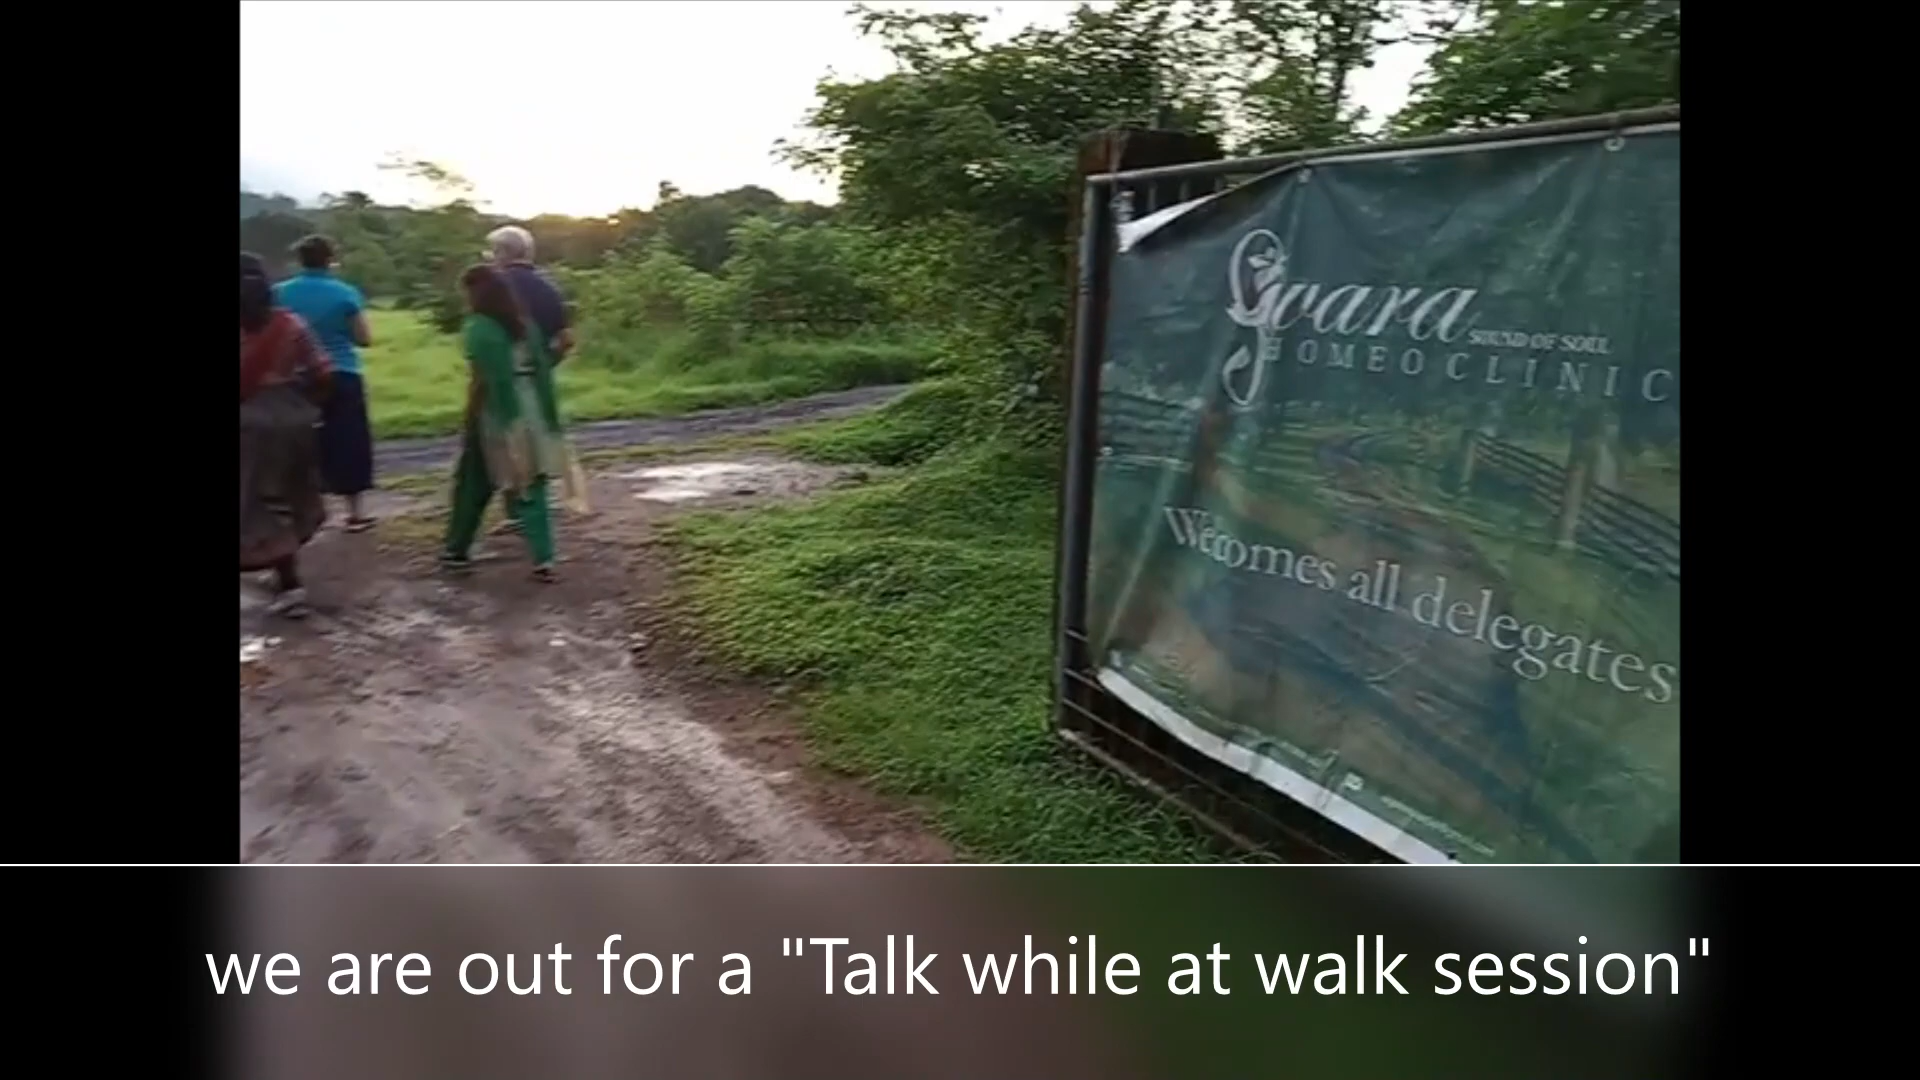 Swara
SOUND OF SOUL
HOMEO CLINIC
Welcomes all delegates
we are out for a "Talk while at walk session"